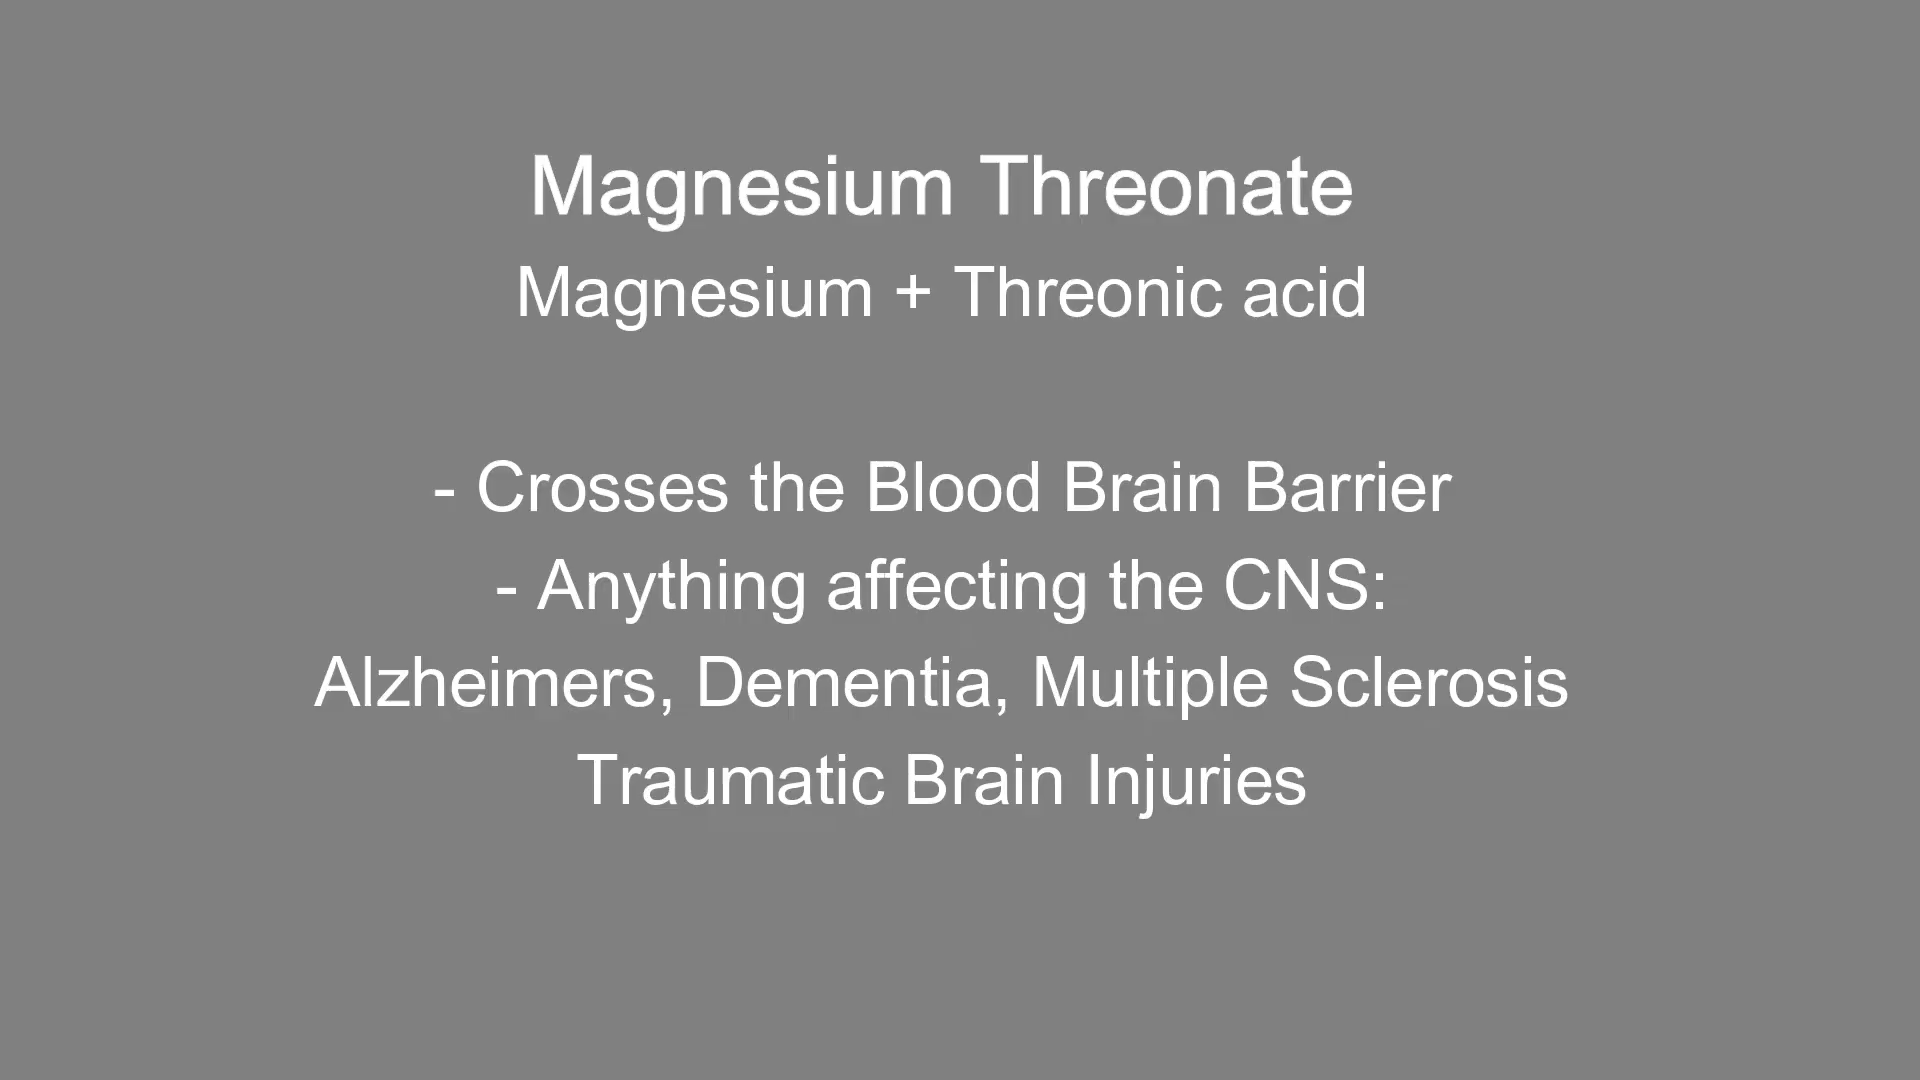 Magnesium Threonate
Magnesium + Threonic acid
- Crosses the Blood Brain Barrier
- Anything affecting the CNS:
Alzheimers, Dementia, Multiple Sclerosis
Traumatic Brain Injuries